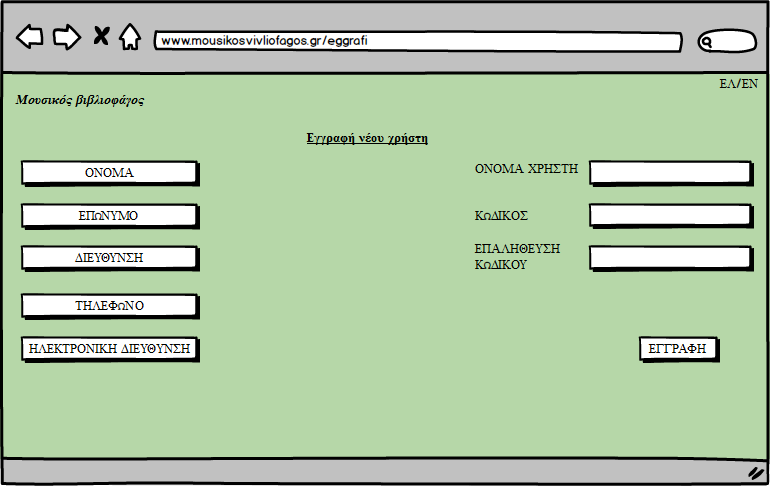 www.mousikosvivliofagos.gr/eggrafi
ΕΛ/ΕΝ
Μουσικός βιβλιοφάγος
Εγγραφή νέου χρήστη
ΟΝΟΜΑ
ΕΠΩΝΥΜΟ
ΔΙΕΥΘΥΝΣΗ
ΤΗΛΕΦΩΝΟ
ΗΛΕΚΤΡΟΝΙΚΗ ΔΙΕΥΘΥΝΣΗ
ΟΝΟΜΑ ΧΡΗΣΤΗ
ΚΩΔΙΚΟΣ
ΕΠΑΛΗΘΕΥΣΗ
ΚΩΔΙΚΟΥ
ΕΓΓΡΑΦΗ